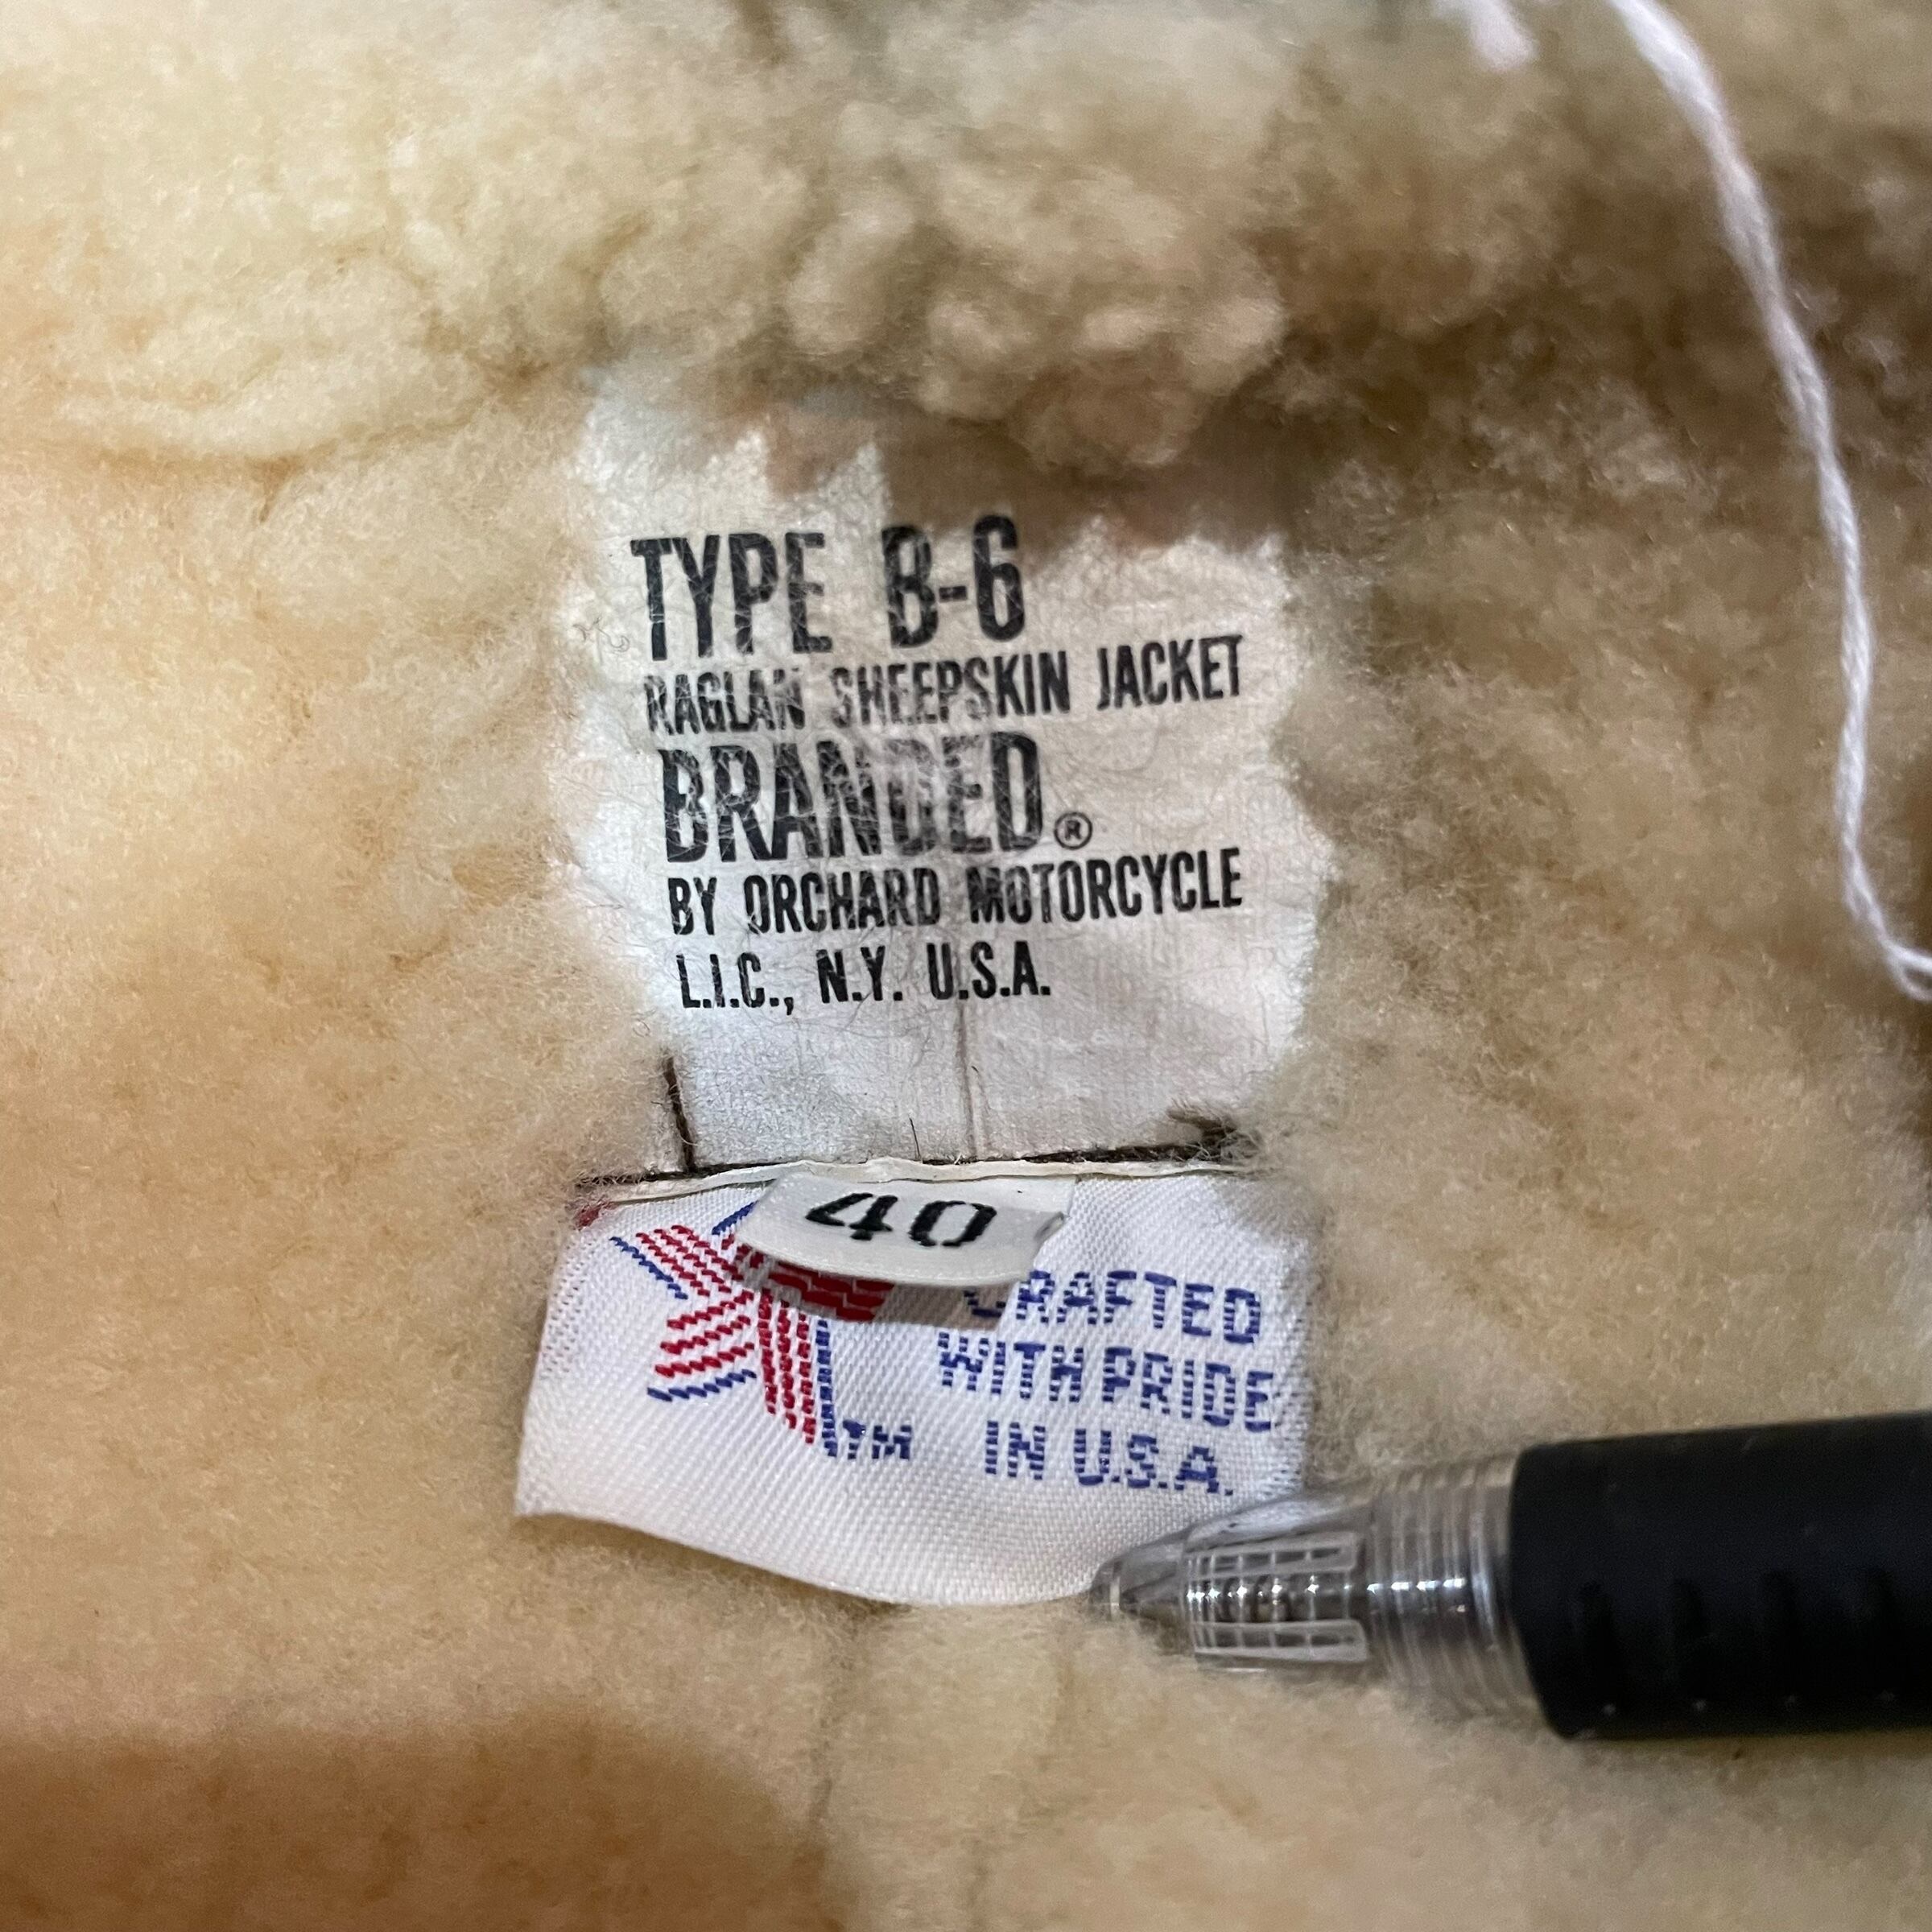 TYPE B-6
RAGLAN SHEEPSKIN JACKET
BRANDED®
BY ORCHARD MOTORCYCLE
L.I.C., N.Y. U.S.A.
40
CRAFTED
WITH PRIDE
IN U.S.A.
TM